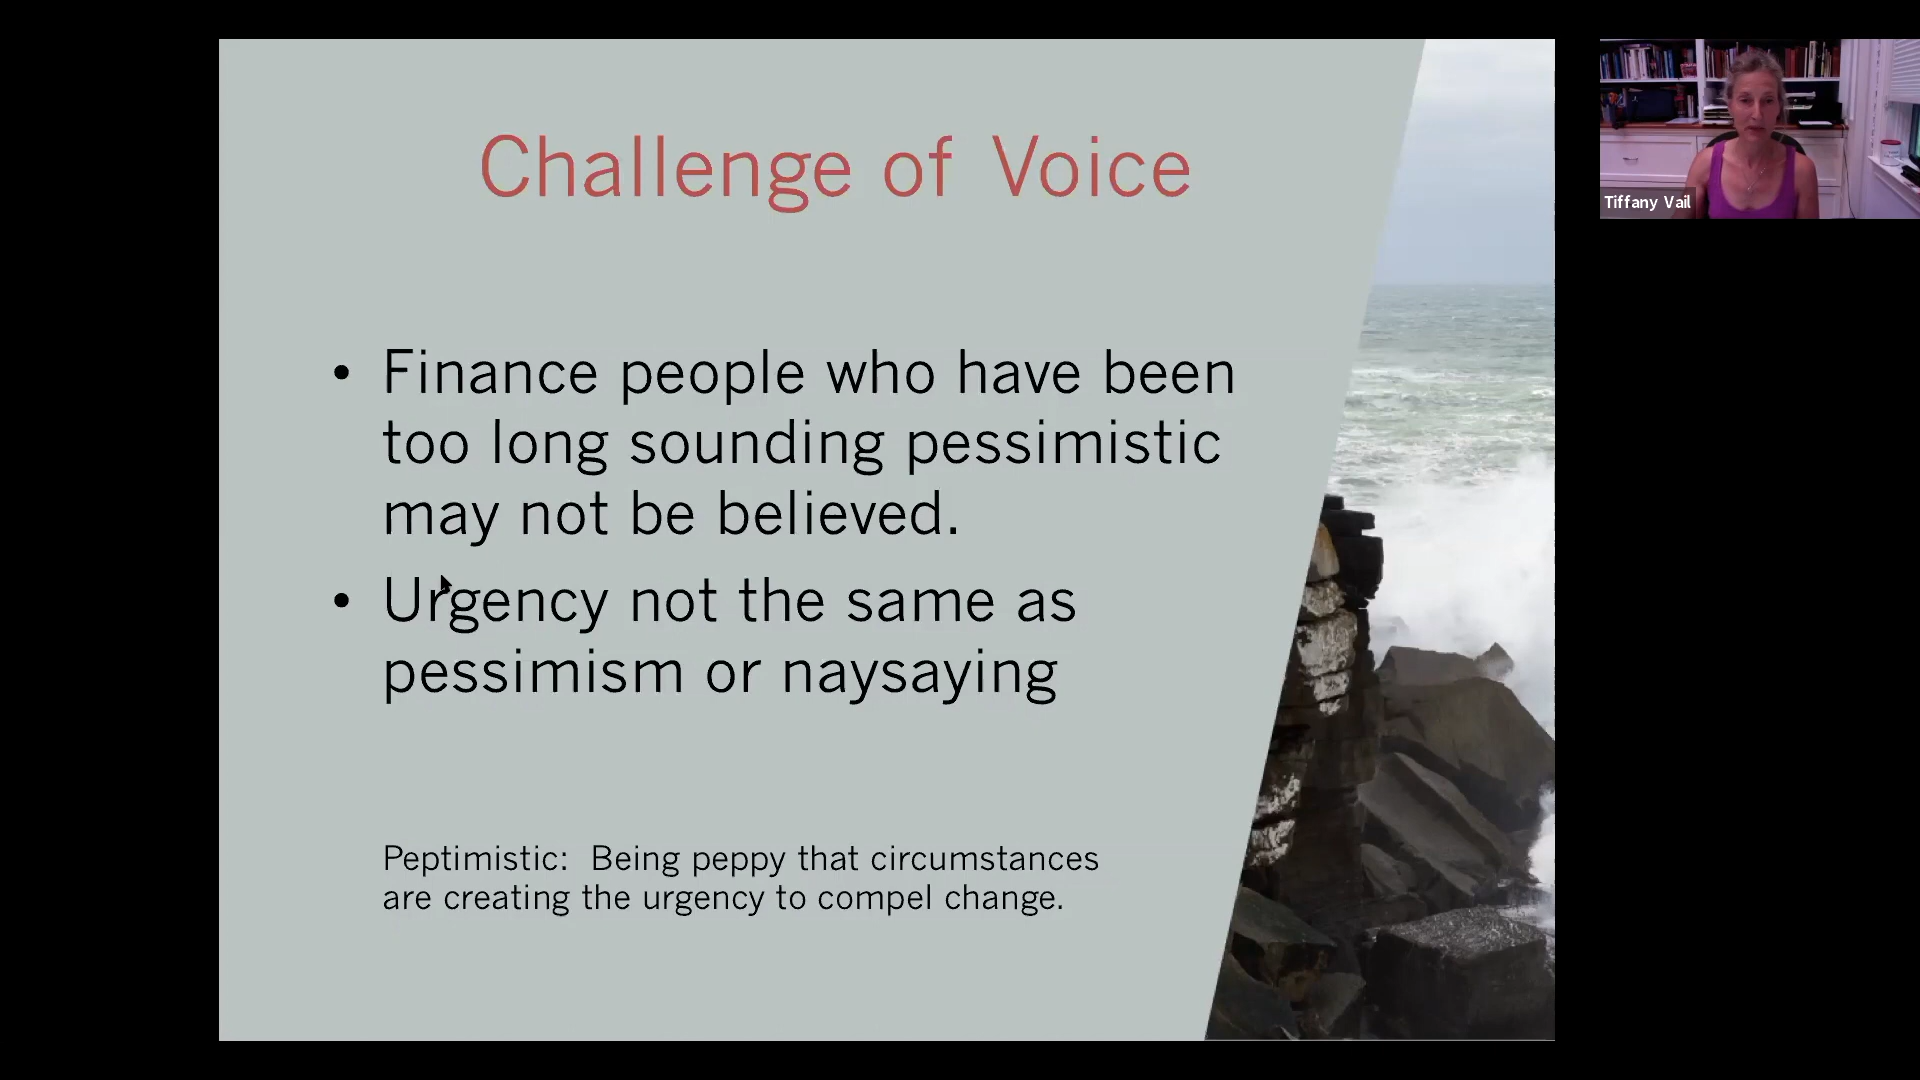 Challenge of Voice
• Finance people who have been
too long sounding pessimistic
may not be believed.
• Urgency not the same as
pessimism or naysaying
Peptimistic: Being peppy that circumstances
are creating the urgency to compel change.
Tiffany Vail